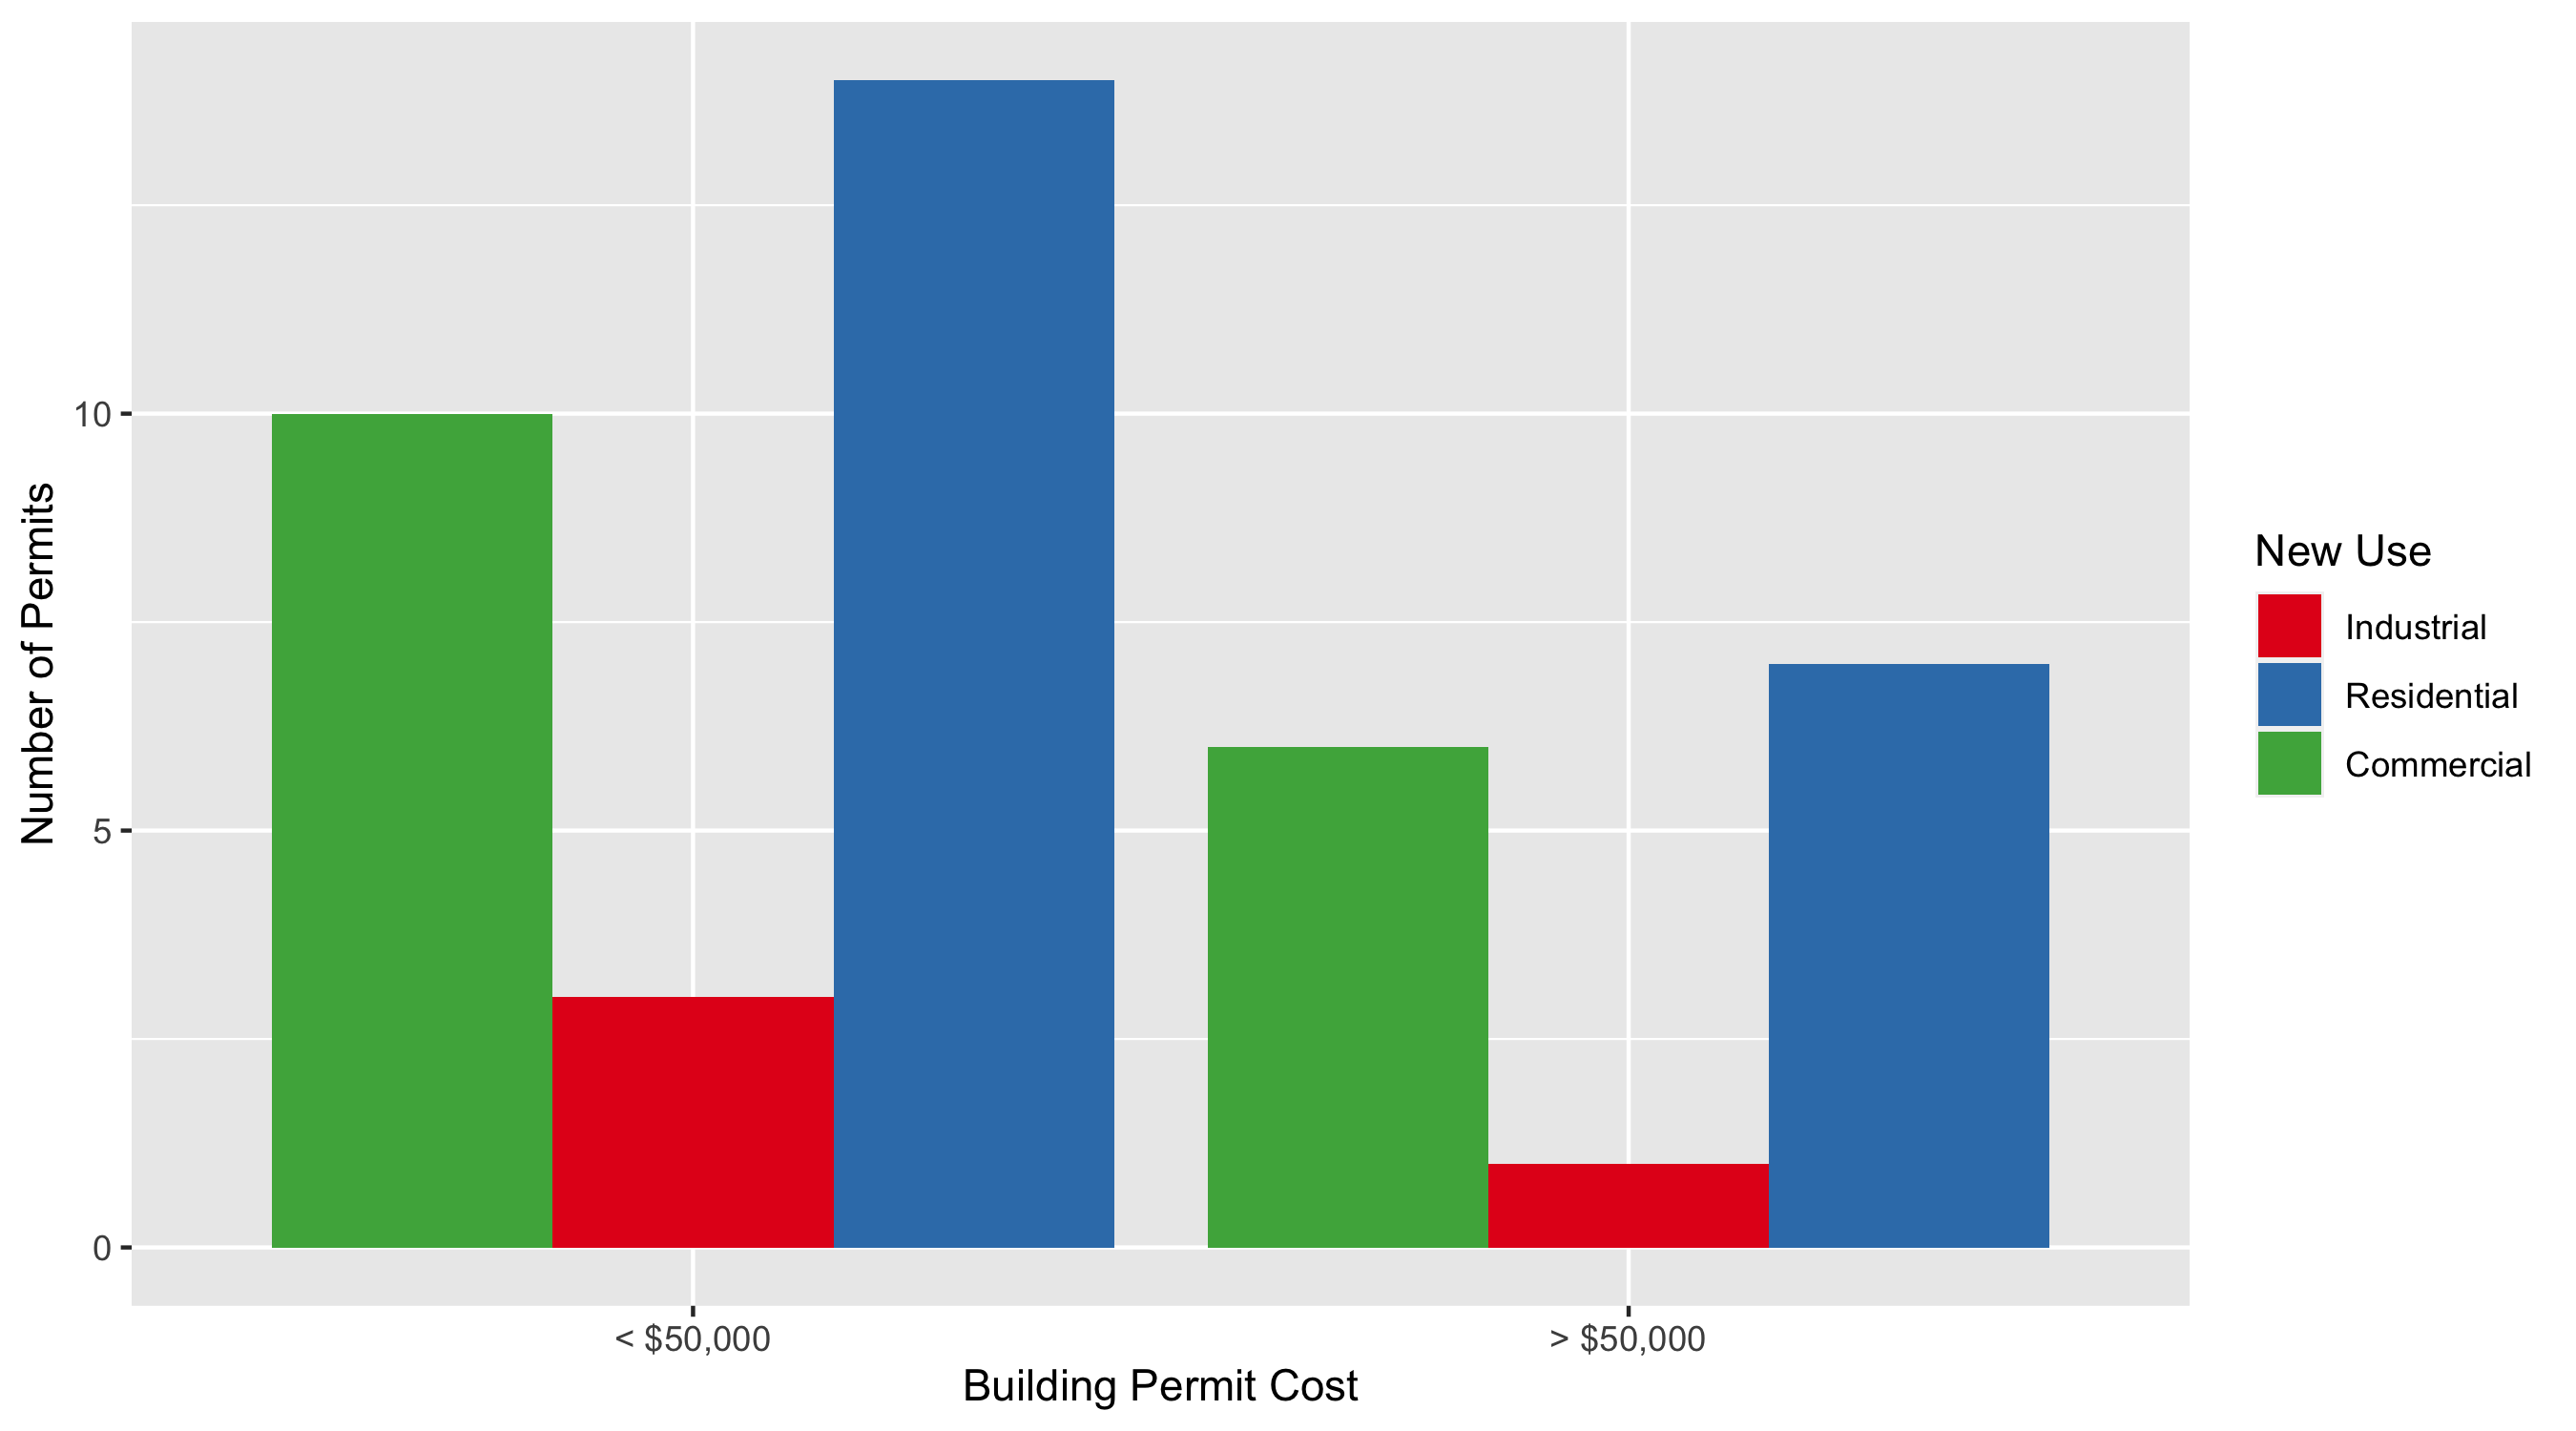 Number of Permits
10
5
0
< $50,000
> $50,000
Building Permit Cost
New Use
Industrial
Residential
Commercial